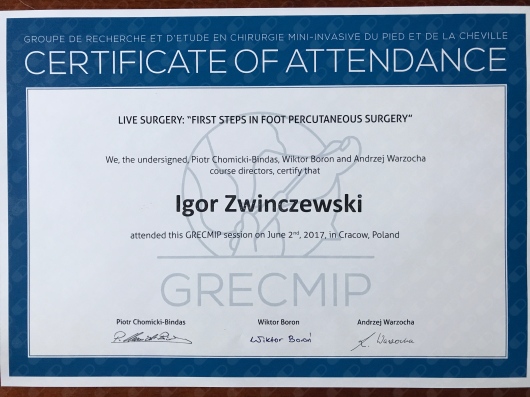 GROUPE DE RECHERCHE ET D'ETUDE EN CHIRURGIE MINI-INVASIVE DU PIED ET DE LA CHEVILLE
CERTIFICATE OF ATTENDANCE
LIVE SURGERY: "FIRST STEPS IN FOOT PERCUTANEOUS SURGERY"
We, the undersigned, Piotr Chomicki-Bindas, Wiktor Boron and Andrzej Warzocha
course directors, certify that
Igor Zwinczewski
attended this GRECMIP session on June 2nd, 2017, in Cracow, Poland
GRECMIP
Piotr Chomicki-Bindas Wiktor Boron Andrzej Warzocha
Wiktor Boroń Warzocha